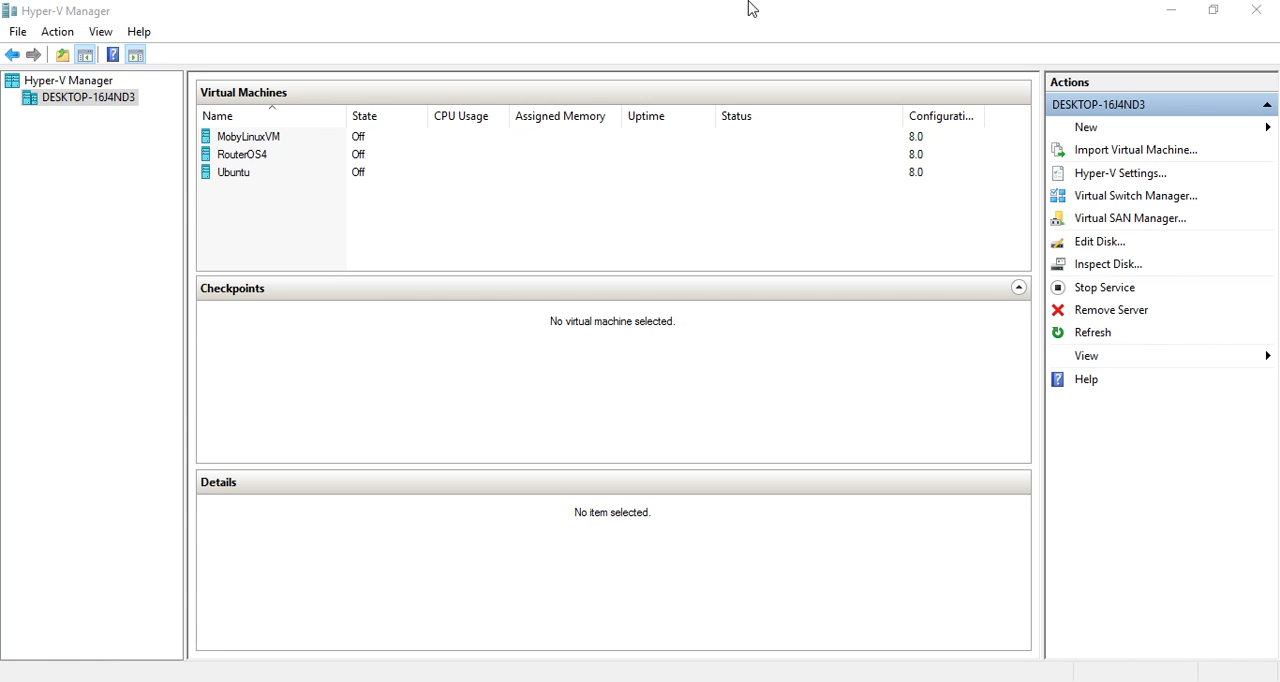 Hyper-V Manager
File Action View Help
Hyper-V Manager
DESKTOP-16J4ND3
Virtual Machines
Name State CPU Usage Assigned Memory Uptime Status Configurati...
MobyLinuxVM Off 8.0
RouterOS4 Off 8.0
Ubuntu Off 8.0
Checkpoints
No virtual machine selected.
Details
No item selected.
Actions
DESKTOP-16J4ND3
New
Import Virtual Machine...
Hyper-V Settings...
Virtual Switch Manager...
Virtual SAN Manager...
Edit Disk...
Inspect Disk...
Stop Service
Remove Server
Refresh
View
Help